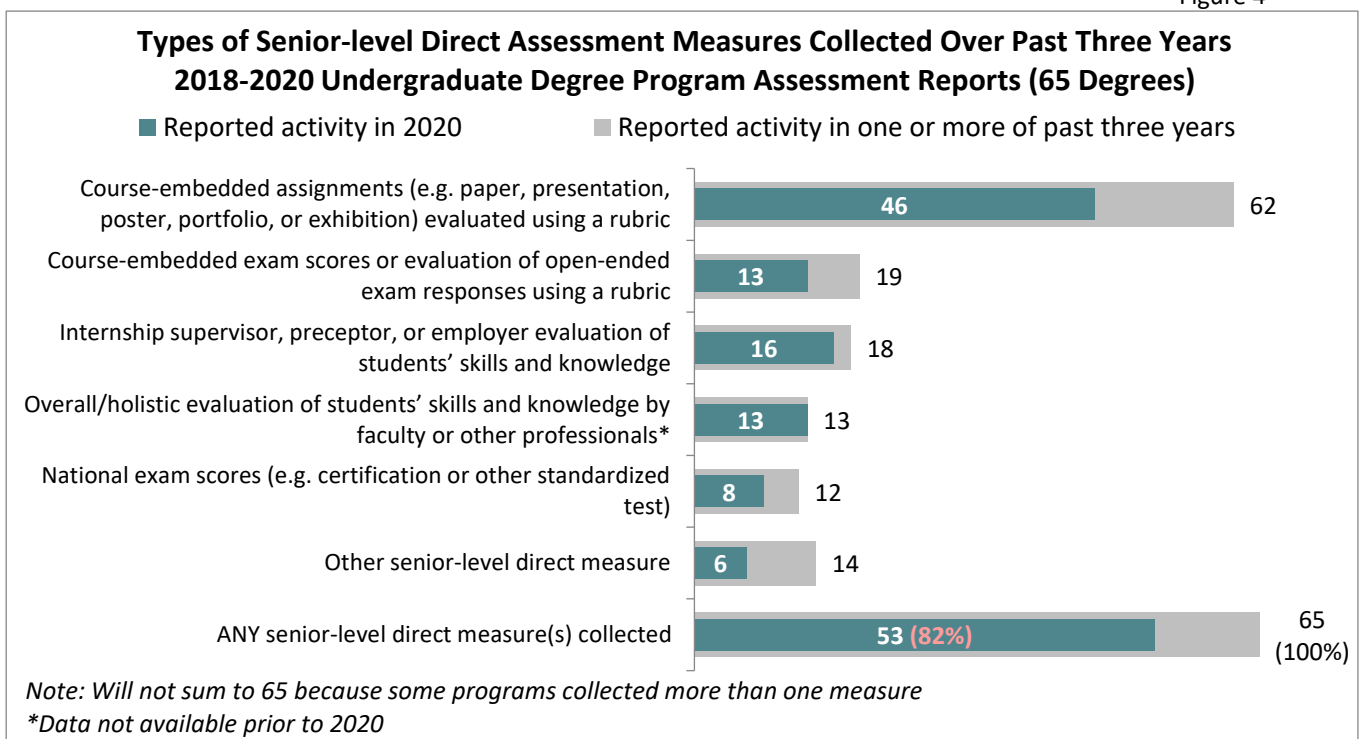 Figure 4
Types of Senior-level Direct Assessment Measures Collected Over Past Three Years
2018-2020 Undergraduate Degree Program Assessment Reports (65 Degrees)
Reported activity in 2020
Reported activity in one or more of past three years
Course-embedded assignments (e.g. paper, presentation,
poster, portfolio, or exhibition) evaluated using a rubric
46
62
Course-embedded exam scores or evaluation of open-ended
exam responses using a rubric
13
19
Internship supervisor, preceptor, or employer evaluation of
students’ skills and knowledge
16
18
Overall/holistic evaluation of students’ skills and knowledge by
faculty or other professionals*
13
13
National exam scores (e.g. certification or other standardized
test)
8
12
Other senior-level direct measure
6
14
ANY senior-level direct measure(s) collected
53 (82%)
65
(100%)
Note: Will not sum to 65 because some programs collected more than one measure
*Data not available prior to 2020